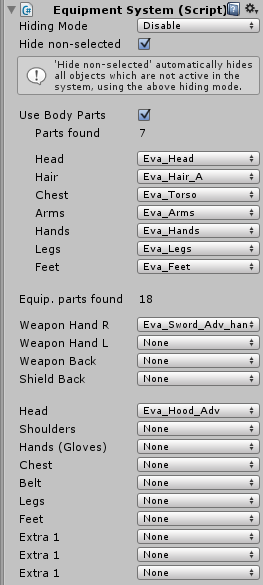 Equipment System (Script)
Hiding Mode Disable
Hide non-selected
'Hide non-selected' automatically hides
all objects which are not active in the
system, using the above hiding mode.
Use Body Parts
Parts found 7
Head Eva_Head
Hair Eva_Hair_A
Chest Eva_Torso
Arms Eva_Arms
Hands Eva_Hands
Legs Eva_Legs
Feet Eva_Feet
Equip. parts found 18
Weapon Hand R Eva_Sword_Adv_han
Weapon Hand L None
Weapon Back None
Shield Back None
Head Eva_Hood_Adv
Shoulders None
Hands (Gloves) None
Chest None
Belt None
Legs None
Feet None
Extra 1 None
Extra 1 None
Extra 1 None